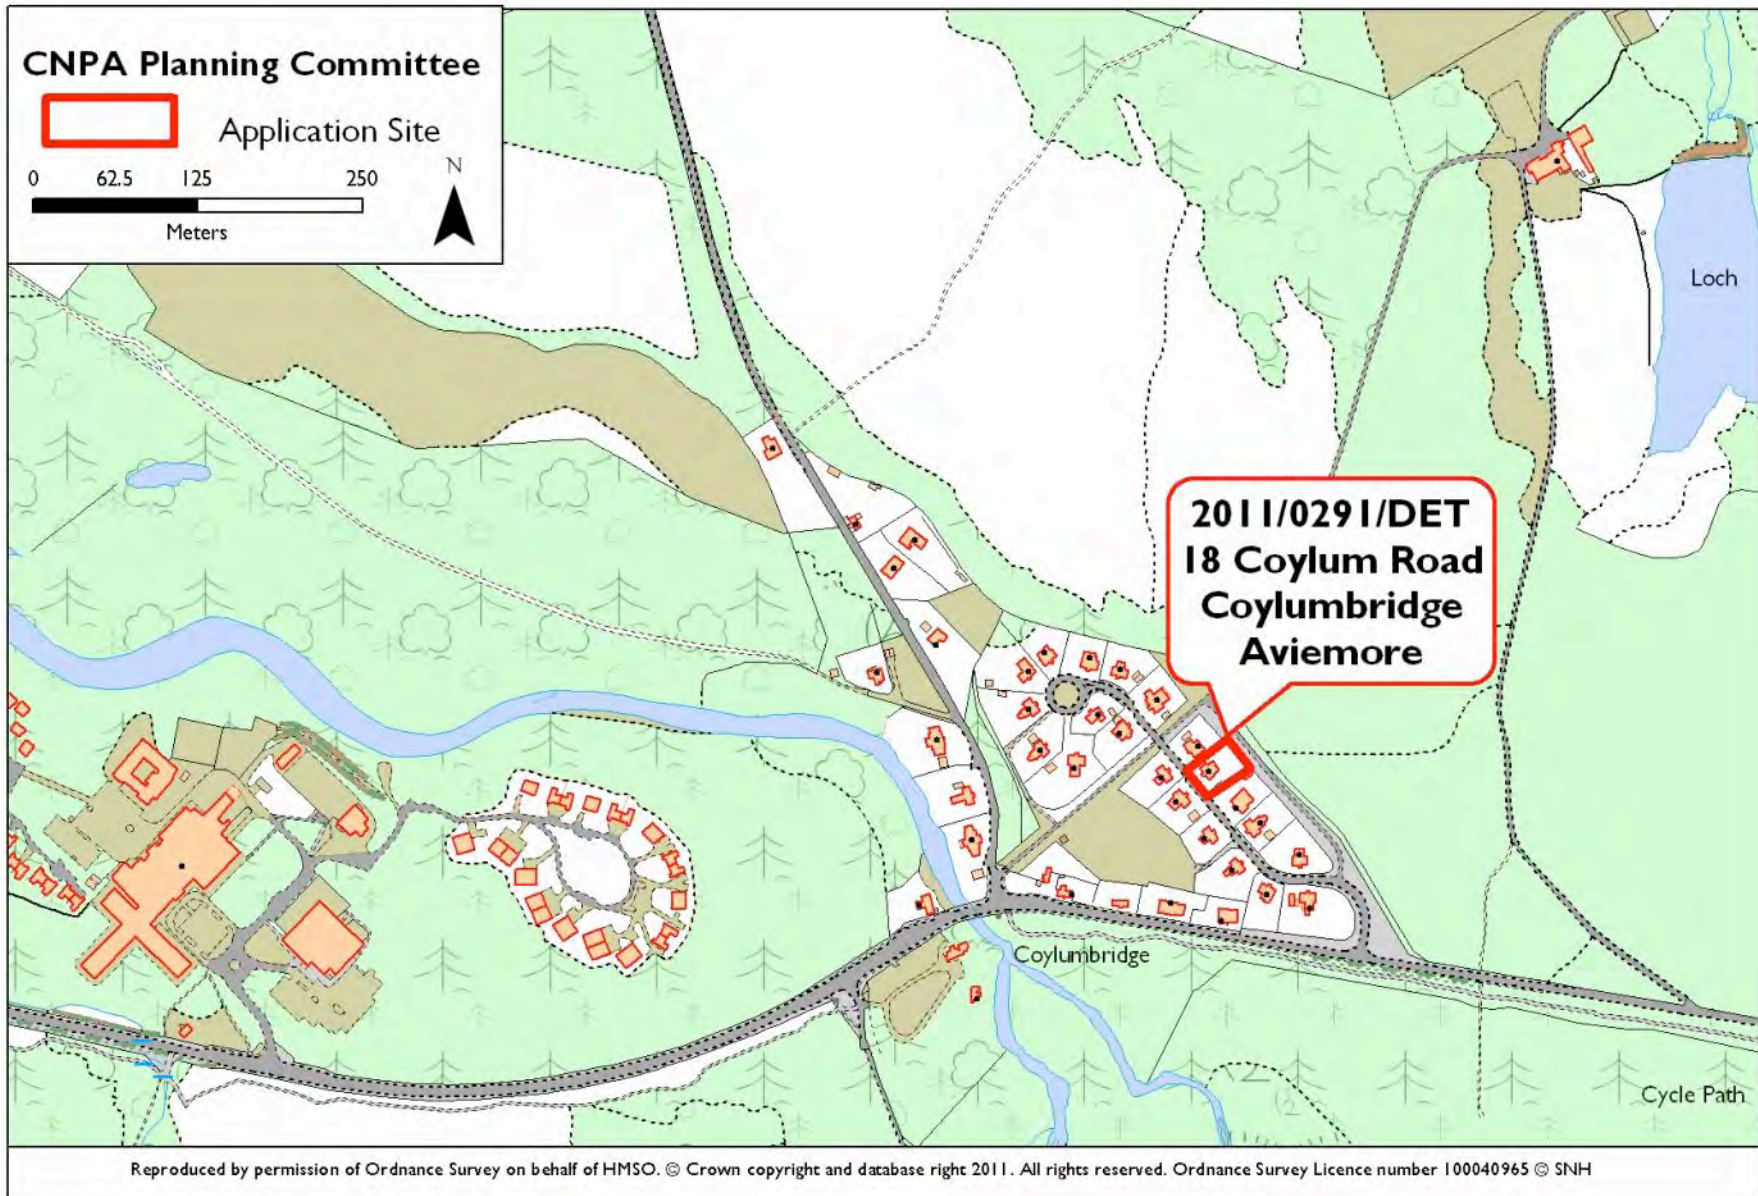 CNPA Planning Committee
Application Site
0 62.5 125 250
Meters
N
Loch
2011/0291/DET
18 Coylum Road
Coylumbridge
Aviemore
Coylumbridge
Cycle Path
Reproduced by permission of Ordnance Survey on behalf of HMSO. © Crown copyright and database right 2011. All rights reserved. Ordnance Survey Licence number 100040965 © SNH